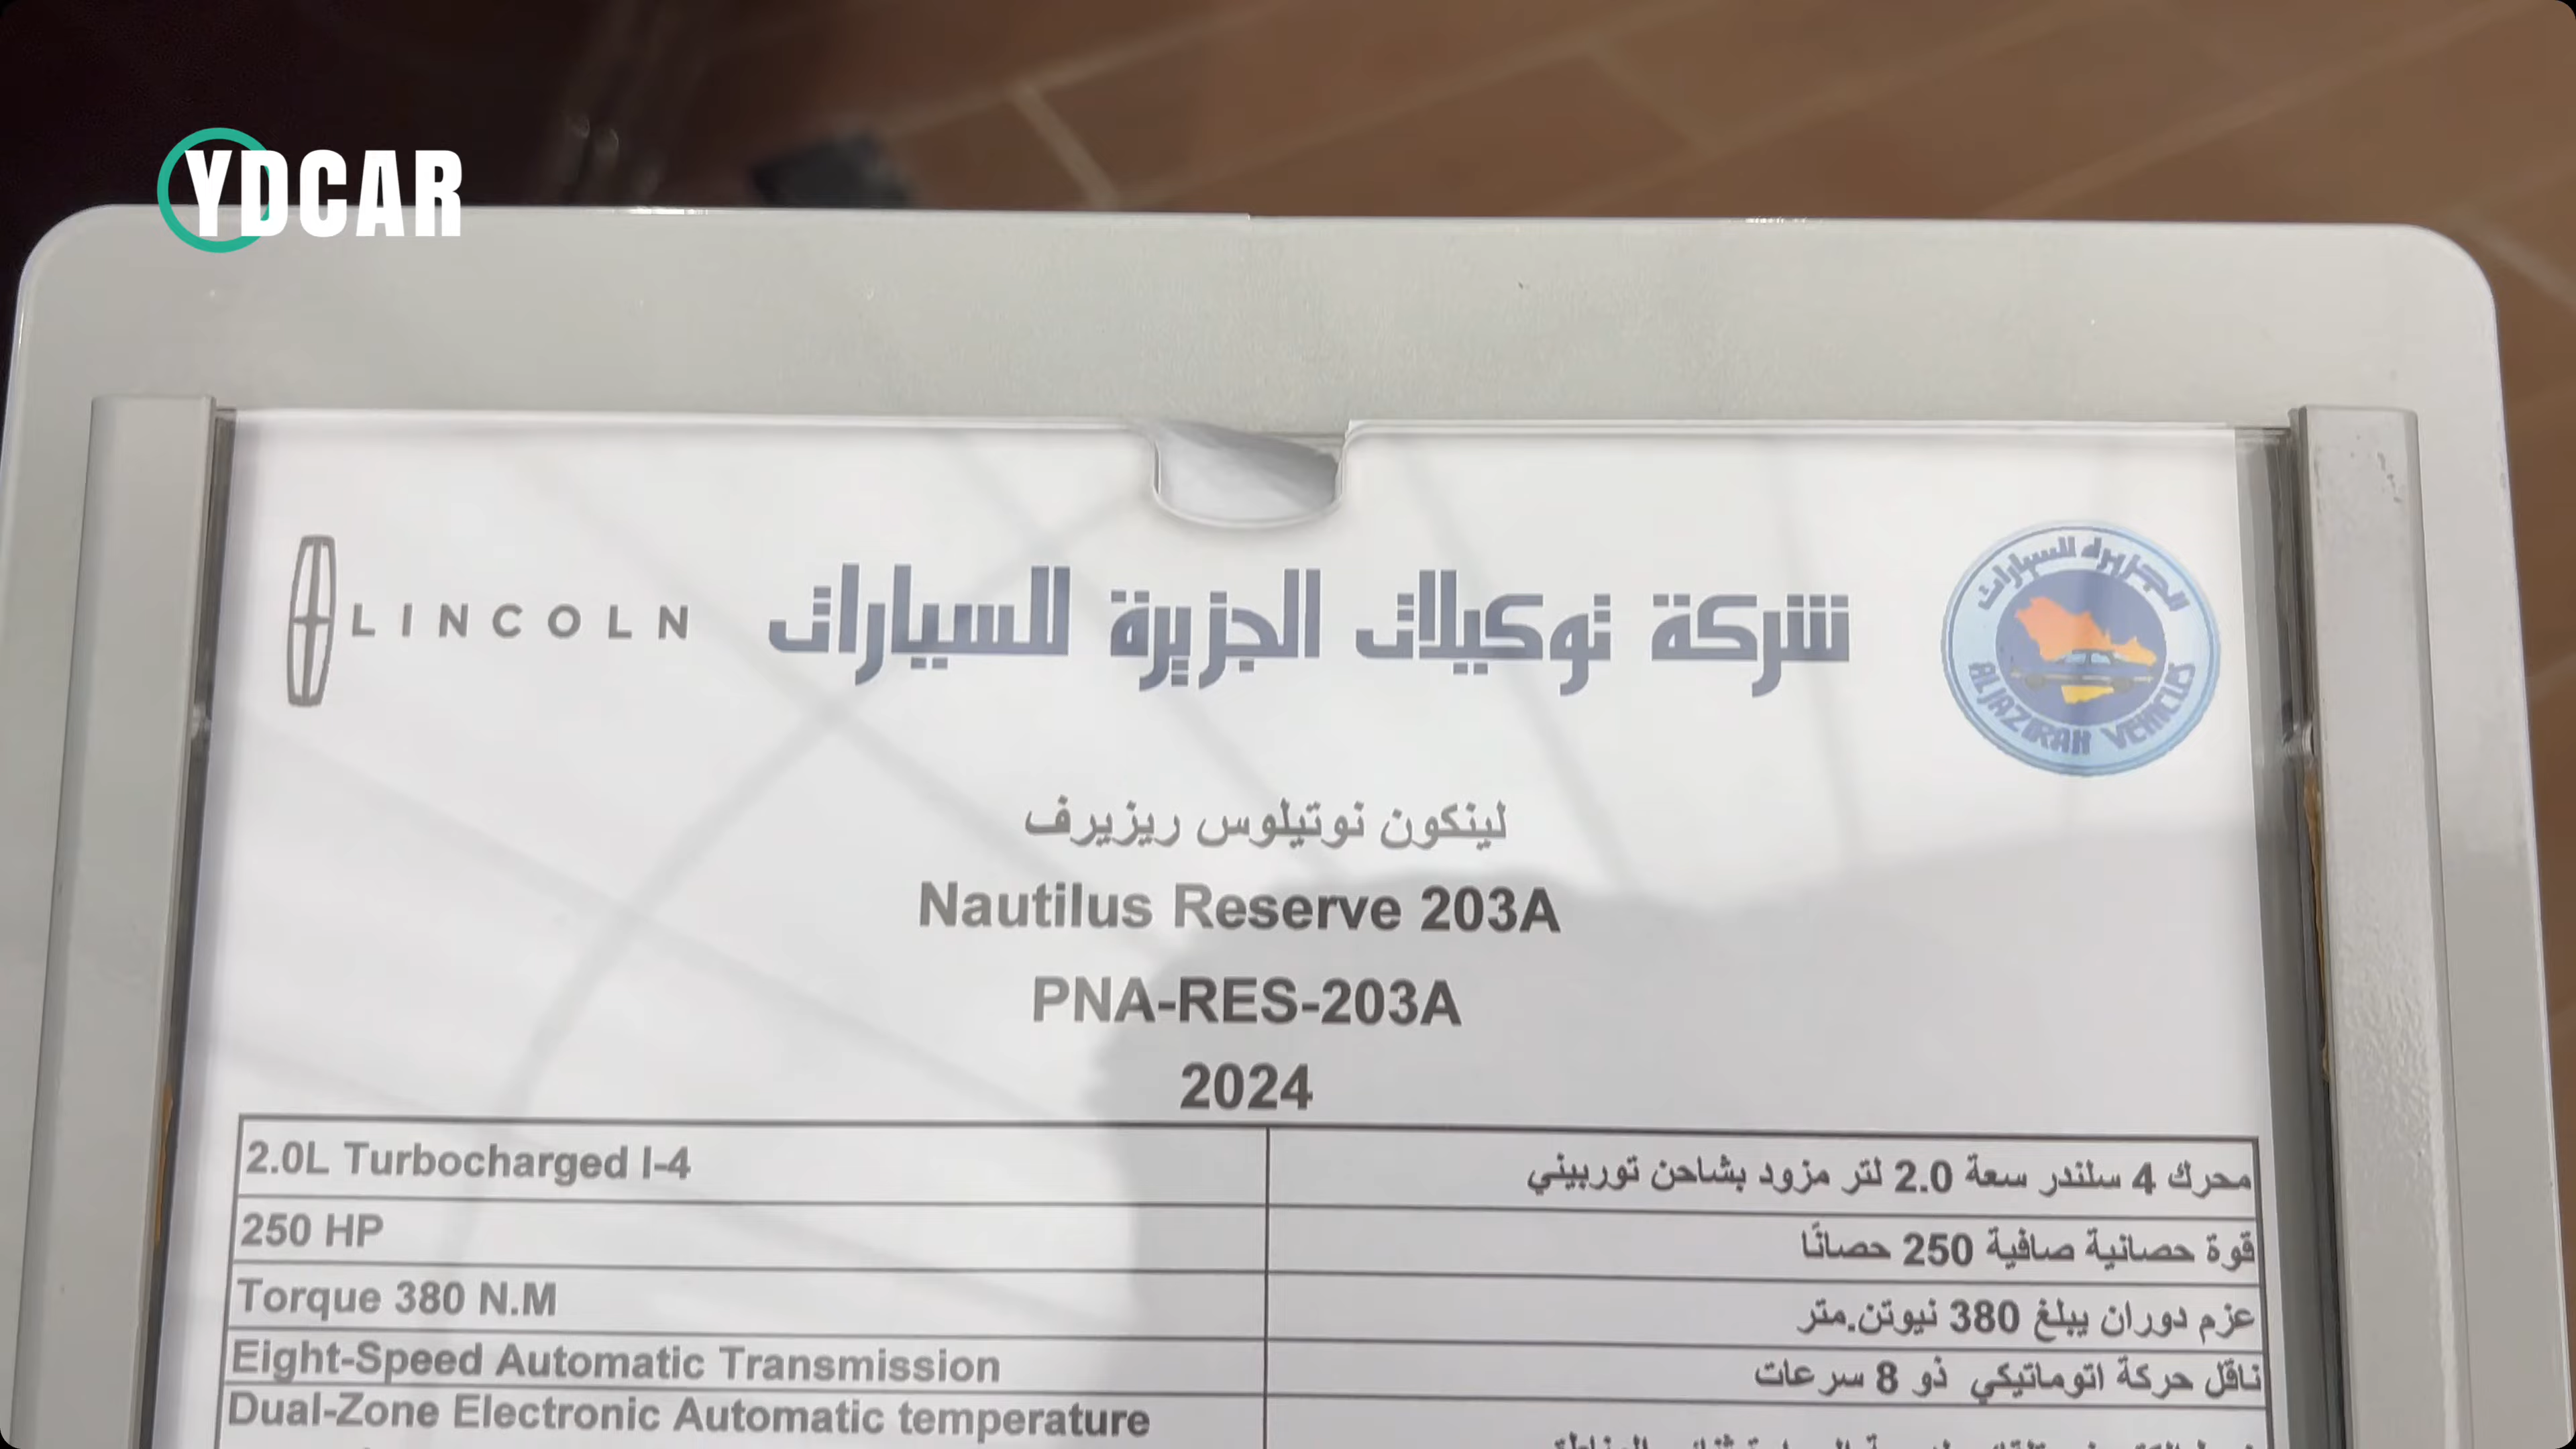 YDCAR
LINCOLN
شركة توكيلات الجزيرة للسيارات
الجزيرة للسيارات
ALJAZIRAH VEHICLES
لينكون نوتيلوس ريزيرف
Nautilus Reserve 203A
PNA-RES-203A
2024
2.0L Turbocharged I-4
محرك 4 سلندر سعة 2.0 لتر مزود بشاحن توربيني
250 HP
قوة حصانية صافية 250 حصانًا
Torque 380 N.M
عزم دوران يبلغ 380 نيوتن.متر
Eight-Speed Automatic Transmission
ناقل حركة اتوماتيكي ذو 8 سرعات
Dual-Zone Electronic Automatic temperature